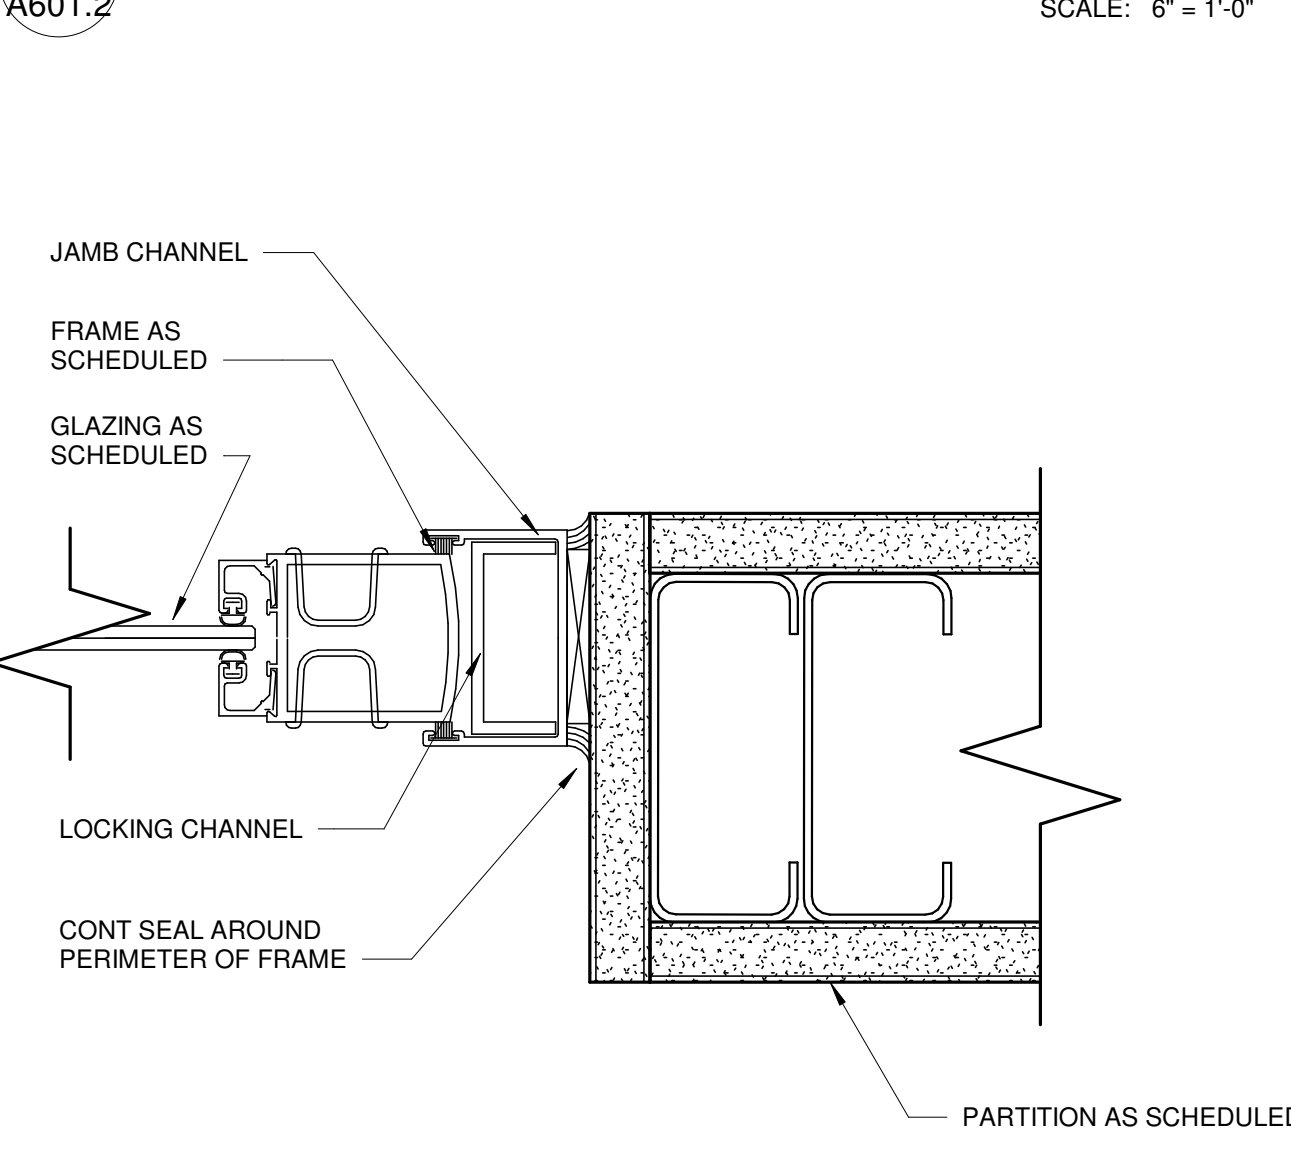 A601.2
SCALE: 6" = 1'-0"
JAMB CHANNEL
FRAME AS
SCHEDULED
GLAZING AS
SCHEDULED
LOCKING CHANNEL
CONT SEAL AROUND
PERIMETER OF FRAME
PARTITION AS SCHEDULED